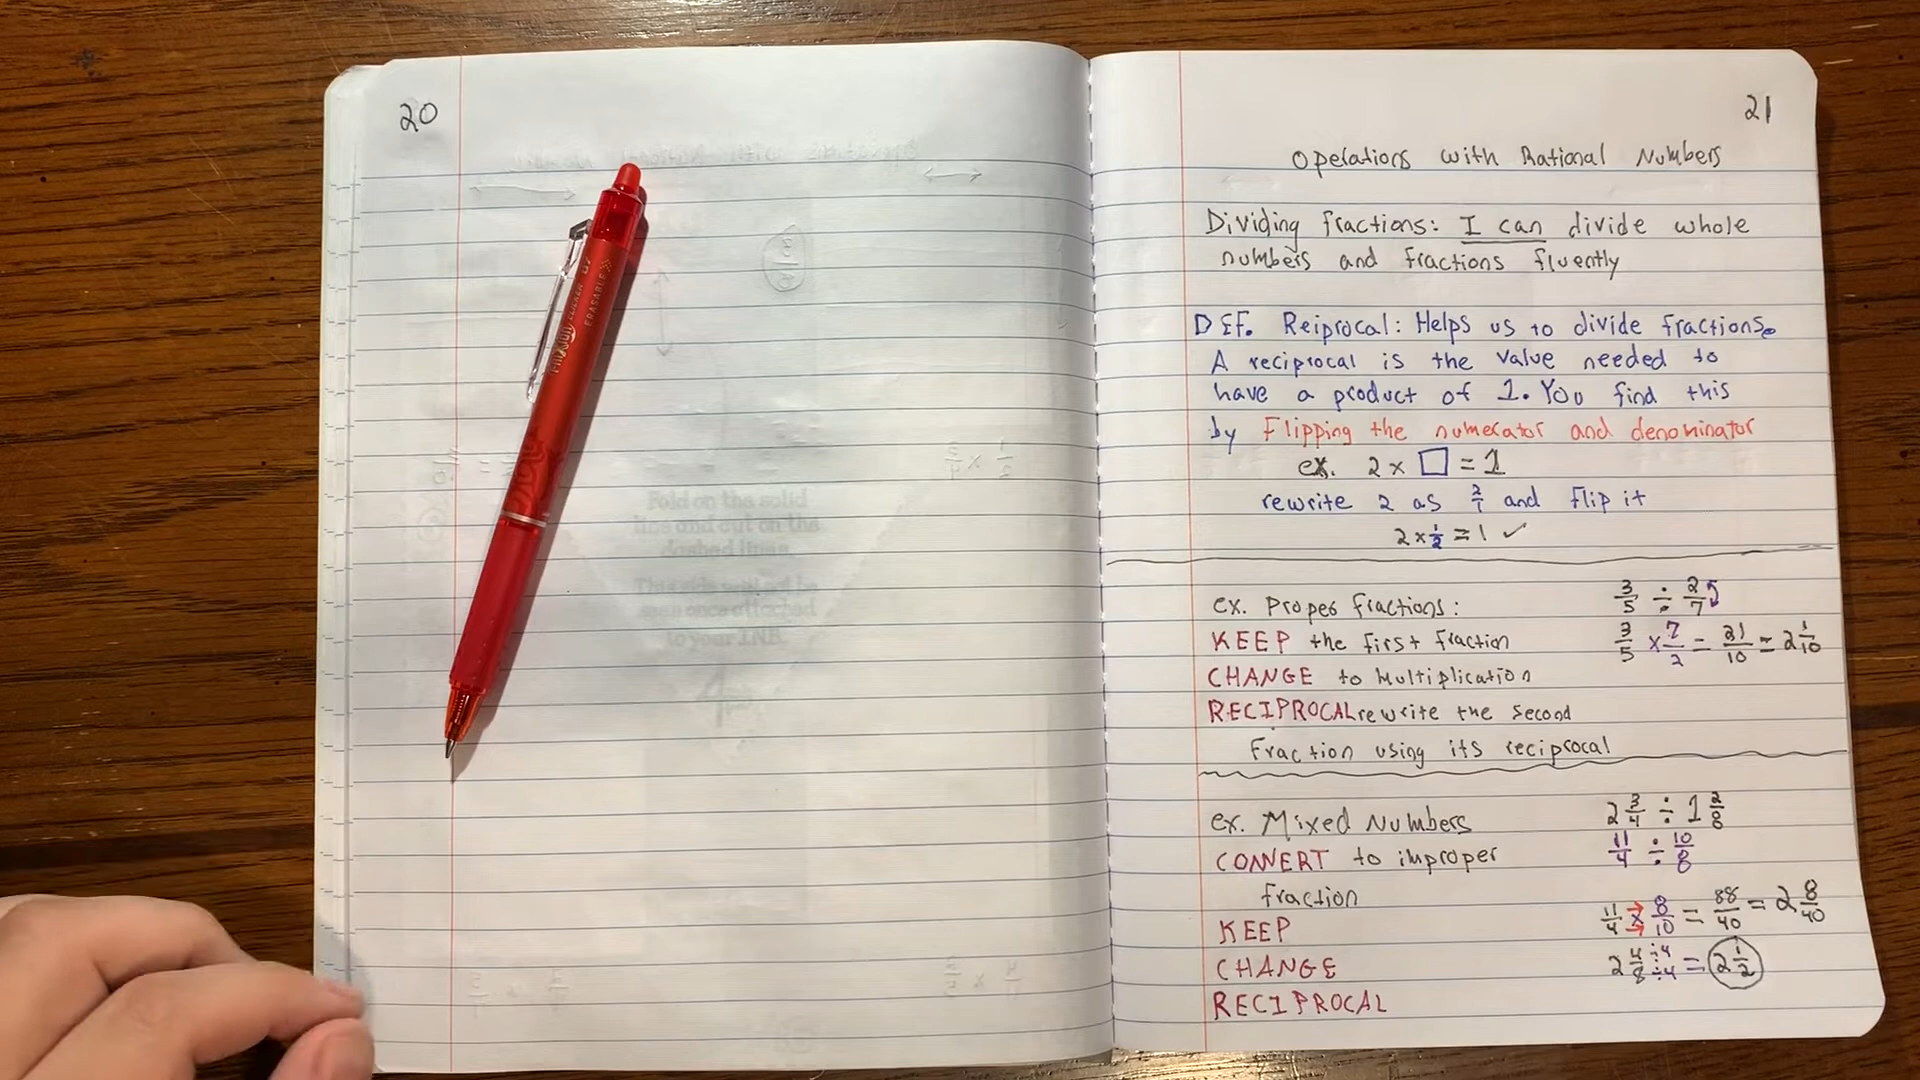 20
21
Operations with Rational Numbers
Dividing fractions: I can divide whole
numbers and fractions fluently
DEF. Reiprocal: Helps us to divide fractions.
A reciprocal is the value needed to
have a product of 1. You find this
by Flipping the numerator and denominator
ex. 2 × □ = 1
rewrite 2 as 2/1 and flip it
2 × 1/2 = 1 ✓
ex. Proper fractions: 3/5 ÷ 2/7
KEEP the first fraction 3/5 × 7/2 = 21/10 = 2 1/10
CHANGE to multiplication
RECIPROCAL rewrite the second
fraction using its reciprocal
ex. Mixed Numbers 2 3/4 ÷ 1 2/8
CONVERT to improper 11/4 ÷ 10/8
fraction
KEEP 11/4 × 8/10 = 88/40 = 2 8/40
CHANGE 2 4/8 ÷4 ÷4 = 2 1/2
RECIPROCAL
ERASABLE
Fold on the solid
line and cut on the
dashed lines.
This side will not be
seen once attached
to your INB.